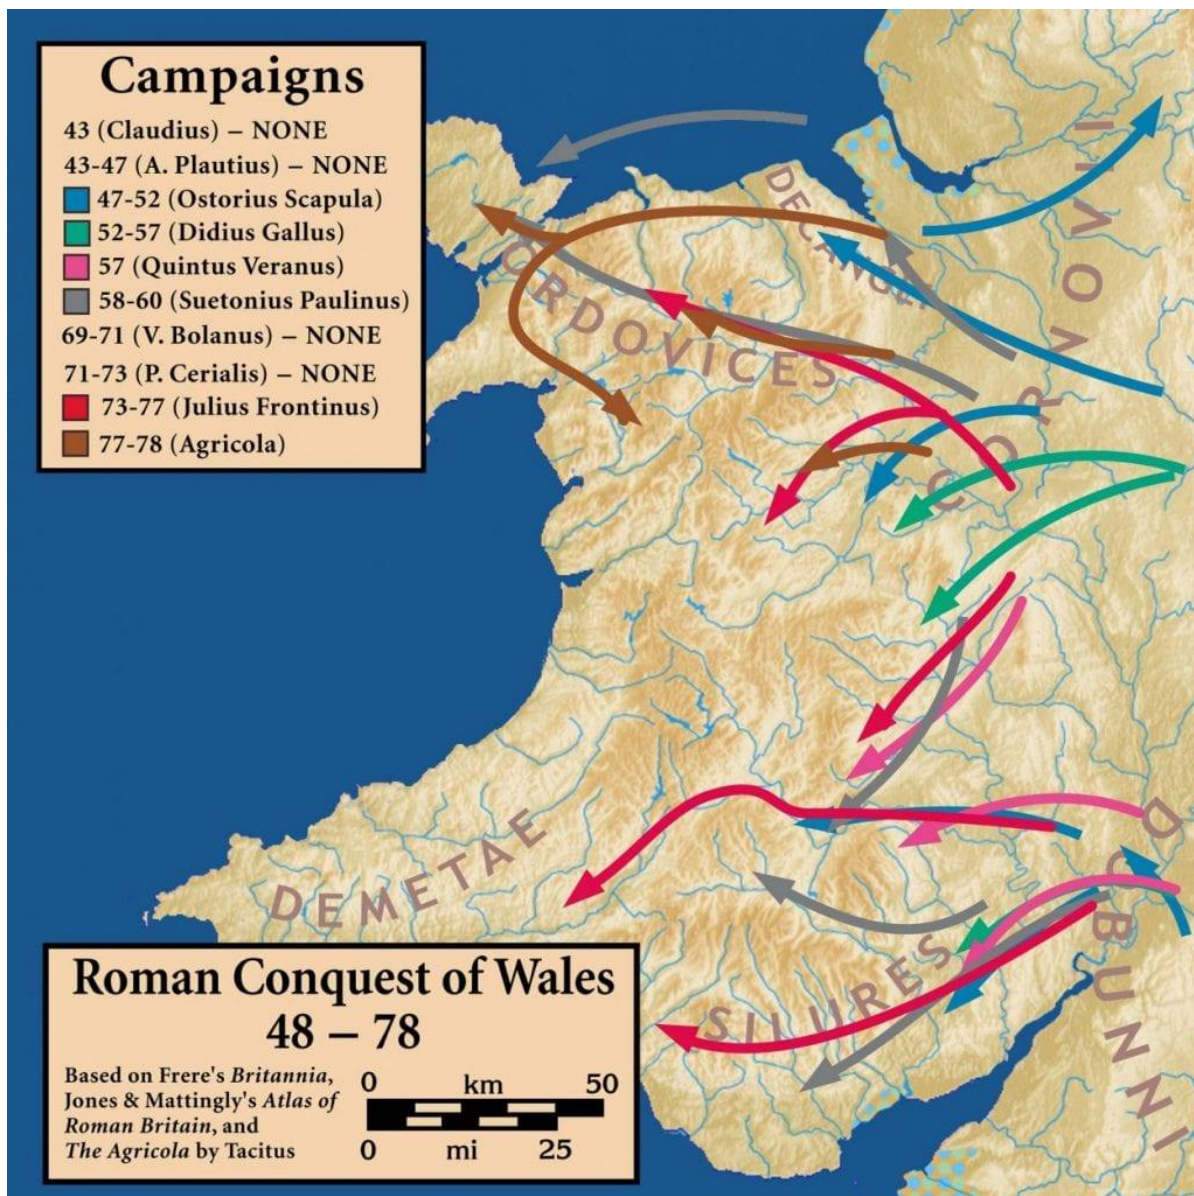 Campaigns
43 (Claudius) – NONE
43-47 (A. Plautius) – NONE
47-52 (Ostorius Scapula)
52-57 (Didius Gallus)
57 (Quintus Veranus)
58-60 (Suetonius Paulinus)
69-71 (V. Bolanus) – NONE
71-73 (P. Cerialis) – NONE
73-77 (Julius Frontinus)
77-78 (Agricola)
DECANGLI
ORDOVICES
CORNOVII
DEMETAE
SILURES
DOBUNNI
Roman Conquest of Wales
48 – 78
Based on Frere's Britannia,
Jones & Mattingly's Atlas of
Roman Britain, and
The Agricola by Tacitus
0 km 50
0 mi 25